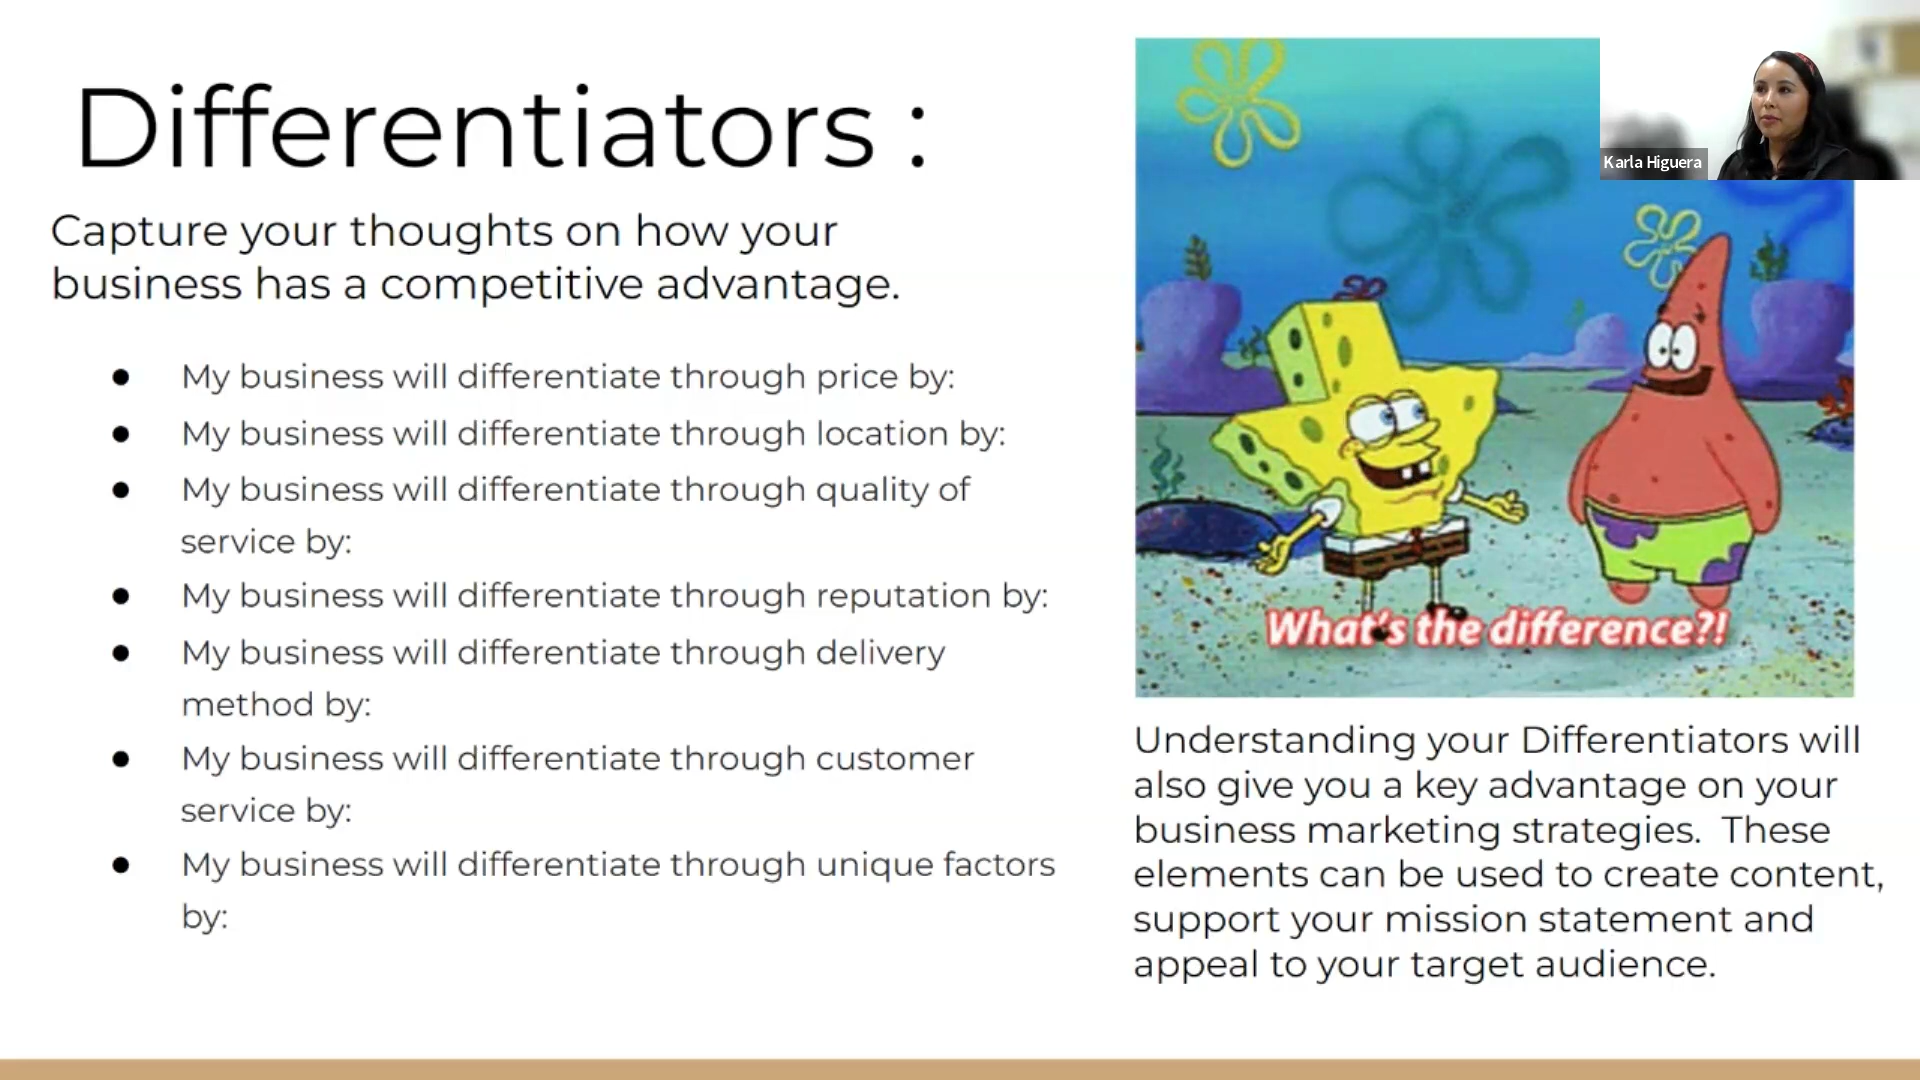 Differentiators :
Capture your thoughts on how your
business has a competitive advantage.
● My business will differentiate through price by:
● My business will differentiate through location by:
● My business will differentiate through quality of
service by:
● My business will differentiate through reputation by:
● My business will differentiate through delivery
method by:
● My business will differentiate through customer
service by:
● My business will differentiate through unique factors
by:
Karla Higuera
What's the difference?!
Understanding your Differentiators will
also give you a key advantage on your
business marketing strategies.  These
elements can be used to create content,
support your mission statement and
appeal to your target audience.